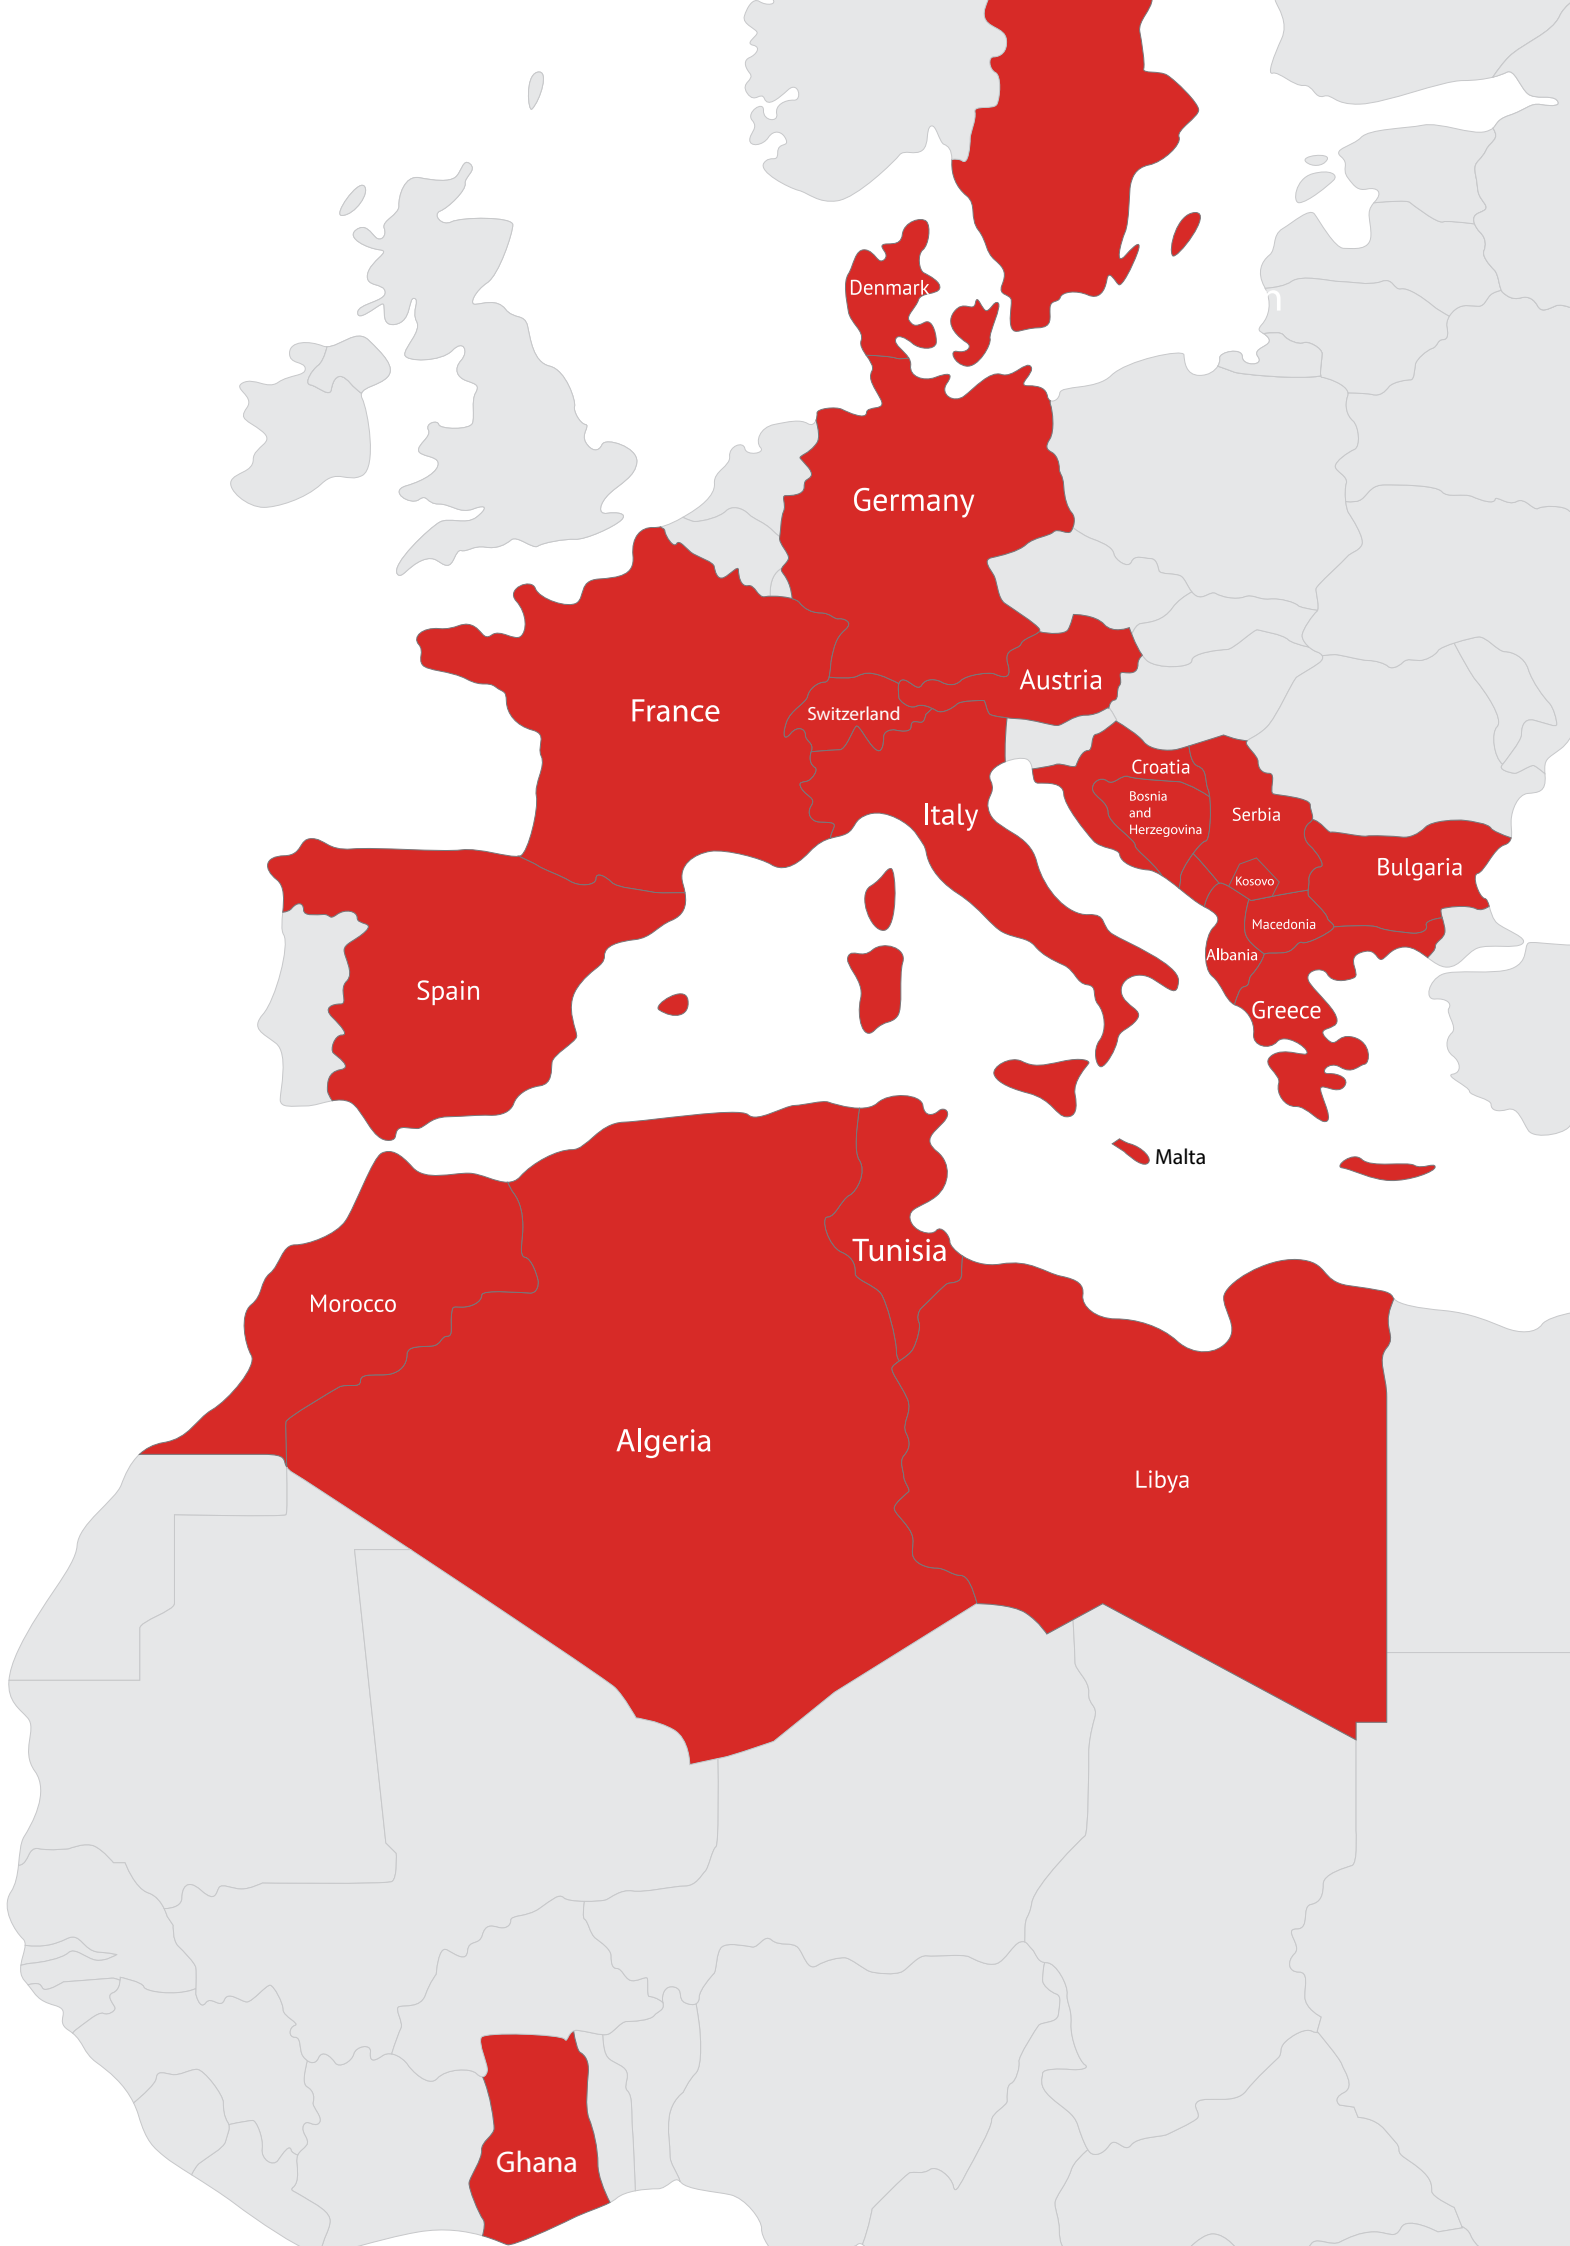 Denmark
Germany
Austria
France
Switzerland
Croatia
Bosnia
and
Herzegovina
Italy
Serbia
Bulgaria
Kosovo
Macedonia
Albania
Spain
Greece
Malta
Tunisia
Morocco
Algeria
Libya
Ghana